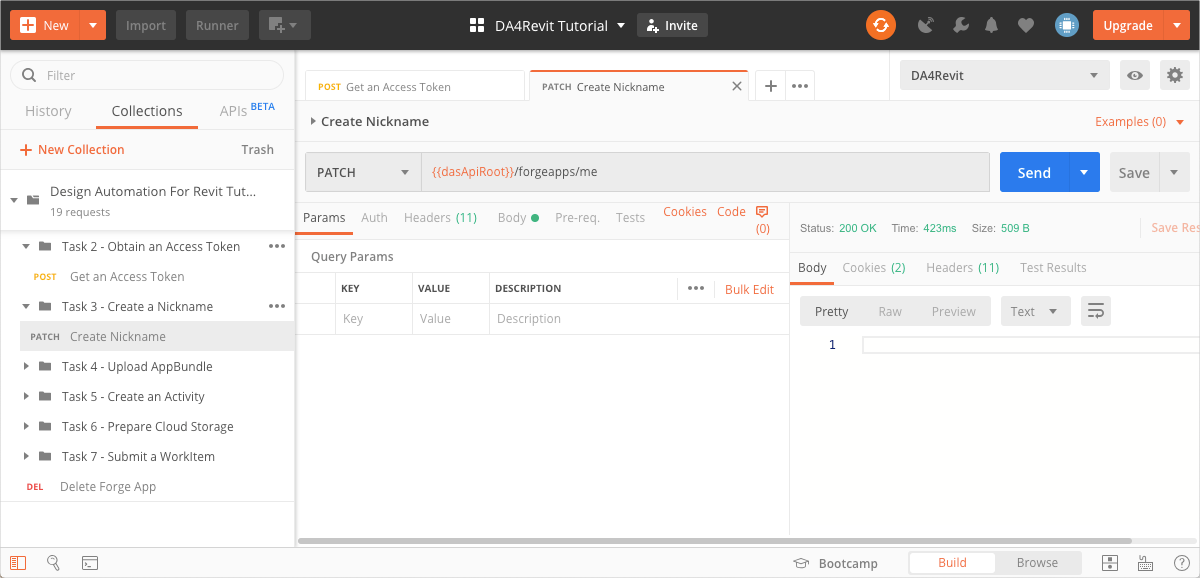 New Import Runner DA4Revit Tutorial Invite Upgrade
Filter
History Collections APIs BETA
New Collection Trash
Design Automation For Revit Tut...
19 requests
Task 2 - Obtain an Access Token
POST Get an Access Token
Task 3 - Create a Nickname
PATCH Create Nickname
Task 4 - Upload AppBundle
Task 5 - Create an Activity
Task 6 - Prepare Cloud Storage
Task 7 - Submit a WorkItem
DEL Delete Forge App
POST Get an Access Token PATCH Create Nickname DA4Revit
Create Nickname Examples (0)
PATCH {{dasApiRoot}}/forgeapps/me Send Save
Params Auth Headers (11) Body Pre-req. Tests Cookies Code (0)
Query Params
KEY VALUE DESCRIPTION Bulk Edit
Key Value Description
Status: 200 OK Time: 423ms Size: 509 B Save Res
Body Cookies (2) Headers (11) Test Results
Pretty Raw Preview Text
1
Bootcamp Build Browse